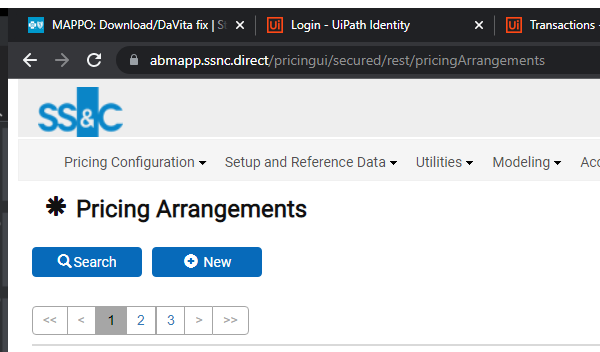 MAPPO: Download/DaVita fix | St
Login - UiPath Identity
Transactions -
abmapp.ssnc.direct/pricingui/secured/rest/pricingArrangements
SS&C
Pricing Configuration Setup and Reference Data Utilities Modeling Acc
Pricing Arrangements
Search New
<< < 1 2 3 > >>